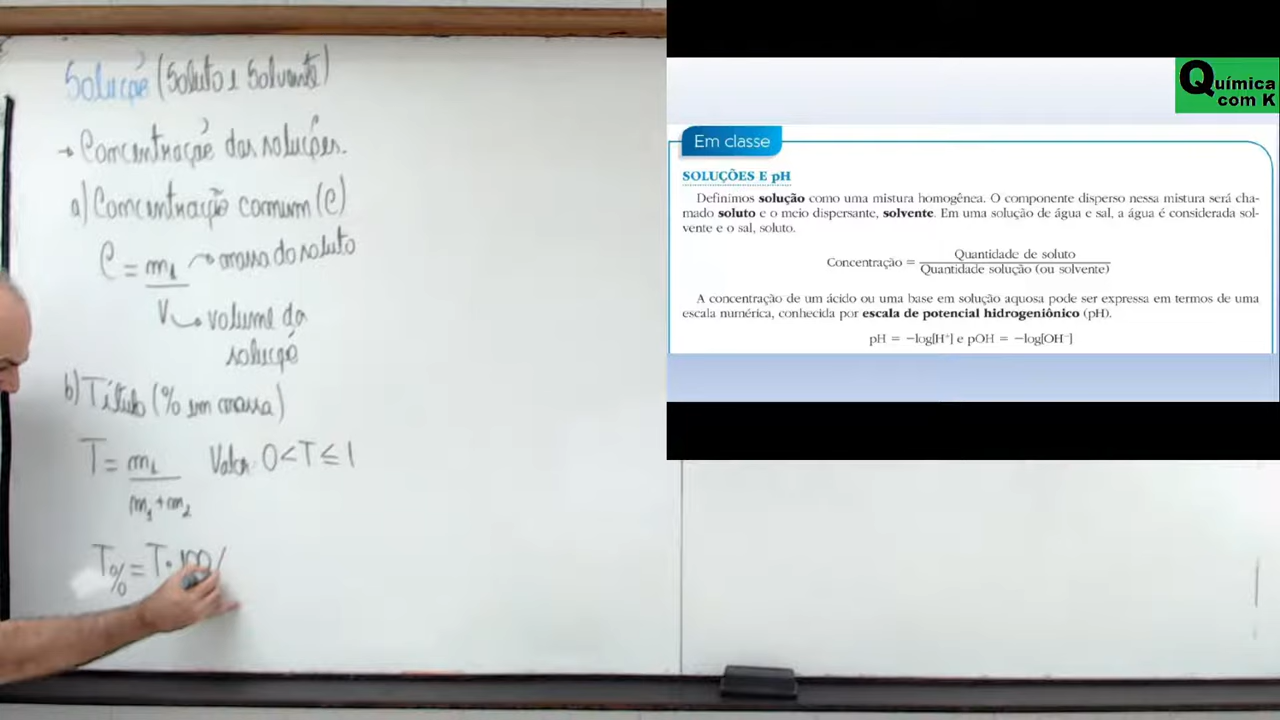 Solução (Soluto e Solvente)
→ Concentração das soluções.
a) Concentração comum (C)
C = m₁ → massa do soluto
V → volume da
solução
b) Título (% em massa)
T = m₁ Valor: 0 < T ≤ 1
m₁ + m₂
T% = T · 100
Química
com K
Em classe
SOLUÇÕES E pH
Definimos solução como uma mistura homogênea. O componente disperso nessa mistura será cha-
mado soluto e o meio dispersante, solvente. Em uma solução de água e sal, a água é considerada sol-
vente e o sal, soluto.
Concentração = Quantidade de soluto
Quantidade solução (ou solvente)
A concentração de um ácido ou uma base em solução aquosa pode ser expressa em termos de uma
escala numérica, conhecida por escala de potencial hidrogeniônico (pH).
pH = −log[H⁺] e pOH = −log[OH⁻]